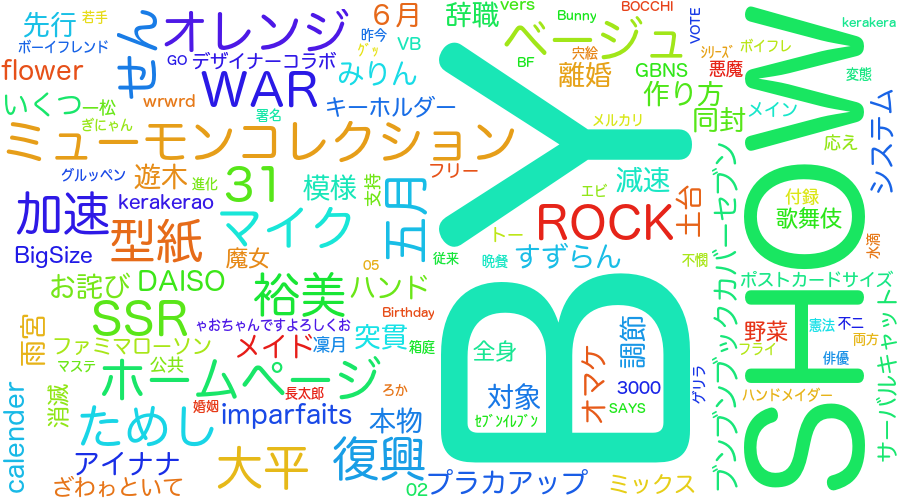 先行
若手
ボーイフレンド
せん
オレンジ
６月
昨今
ｸﾞｯ
VB
辞職
vers
Bunny
BOCCHI
VOTE
kerakera
flower
GO
デザイナーコラボ
みりん
ベージュ
BF
穴絵
ｼﾘｰｽﾞ
ボイフレ
悪魔
変態
いくつ
一松
wrwrd
WAR
キーホルダー
離婚
GBNS
作り方
メイン
システム
ぎにゃん
署名
メルカリ
同封
応え
ミューモンコレクション
フリー
グルッペン
遊木
進化
31
模様
支持
五月
エビ
減速
土台
付録
歌舞伎
加速
kerakerao
型紙
マイク
ROCK
トー
水滴
BigSize
魔女
05
従来
晩餐
すずらん
不憫
ブンブンブックカバーセブン
ポストカードサイズ
お詫び
DAISO
裕美
ハンド
SSR
ゃおちゃんですよろしくお
Birthday
雨宮
ファミマローソン
メイド
凜月
突貫
箱庭
全身
調節
野菜
憲法
不二
両方
フライ
俳優
マステ
公共
ホームページ
長太郎
ろか
対象
オマケ
3000
SAYS
ゲリラ
ハンドメイダー
サーバルキャット
消滅
calender
ためし
婚姻
imparfaits
本物
ｾﾌﾞﾝｲﾚﾌﾞﾝ
アイナナ
ざわゎといて
大平
復興
02
プラカアップ
ミックス
BY
SHOW